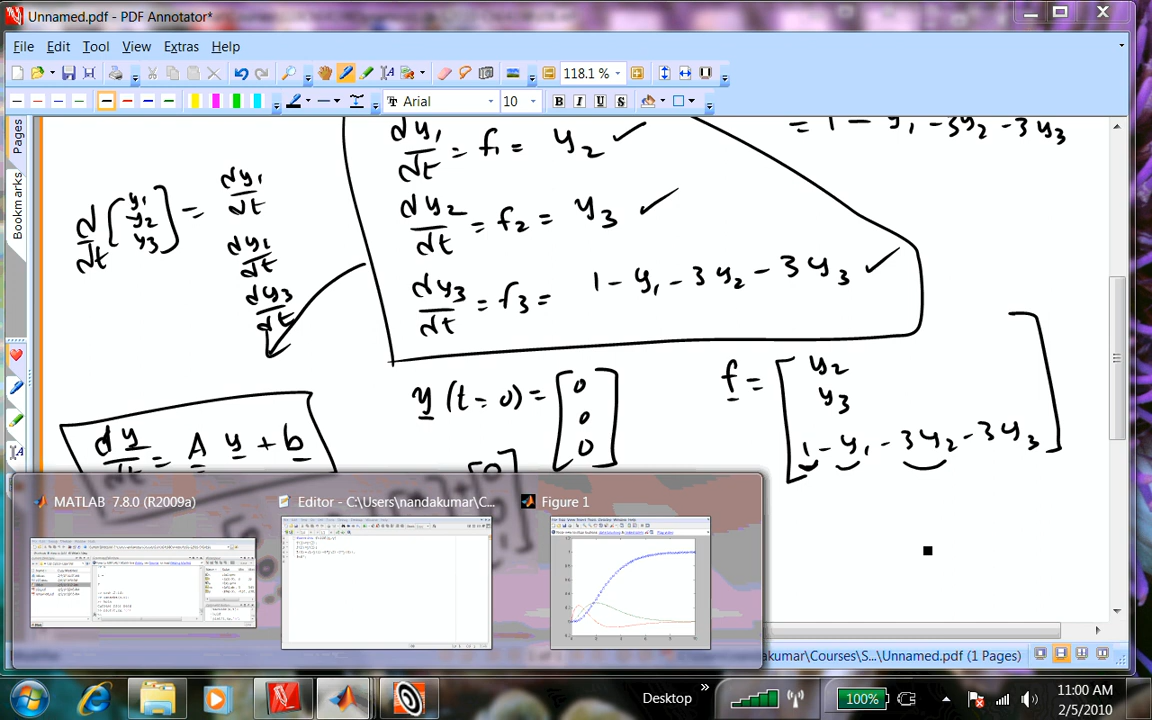 Unnamed.pdf - PDF Annotator*
File Edit Tool View Extras Help
118.1 %
Arial 10 B I U S
Pages
Bookmarks
= 1 - y1 - 3y2 - 3y3
dy1/dt = f1 = y2 ✓
d/dt [y1 y2 y3] = dy1/dt
dy1/dt
dy3/dt
dy2/dt = f2 = y3 ✓
dy3/dt = f3 = 1 - y1 - 3y2 - 3y3 ✓
y (t=0) = [0 0 0]
f = [y2
y3
1 - y1 - 3y2 - 3y3]
dy/dt = A y + b
MATLAB 7.8.0 (R2009a)
Editor - C:\Users\nandakumar\C...
Figure 1
akumar\Courses\S...\Unnamed.pdf (1 Pages)
Desktop
100%
11:00 AM
2/5/2010